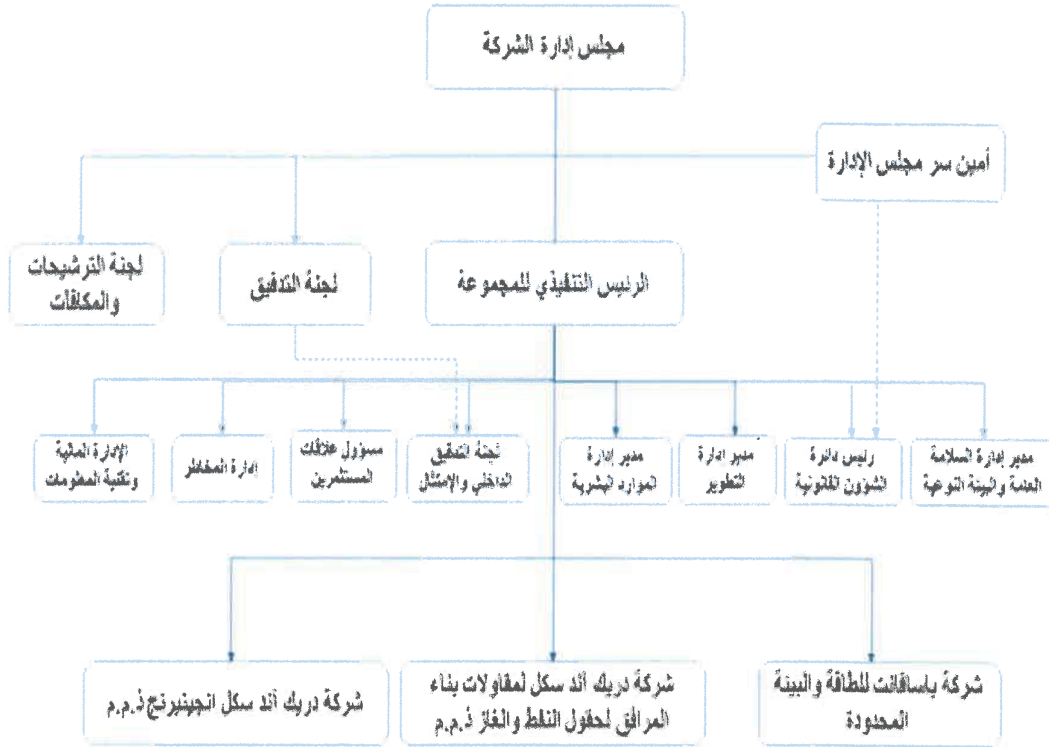 مجلس إدارة الشركة
أمين سر مجلس الإدارة
الرئيس التنفيذي للمجموعة
لجنة التدقيق
لجنة الترشيحات
والمكافآت
مدير إدارة السلامة
العامة والبيئة النوعية
رئيس دائرة
الشؤون القانونية
مدير إدارة
التطوير
مدير إدارة
الموارد البشرية
لجنة التدقيق
الداخلي والإمتثال
مسؤول علاقات
المستثمرين
إدارة المخاطر
الإدارة المالية
وتقنية المعلومات
شركة باسافانت للطاقة والبيئة
المحدودة
شركة دريك آند سكل لمقاولات بناء
المرافق لحقول النفط والغاز ذ.م.م
شركة دريك آند سكل انجينيرنج ذ.م.م